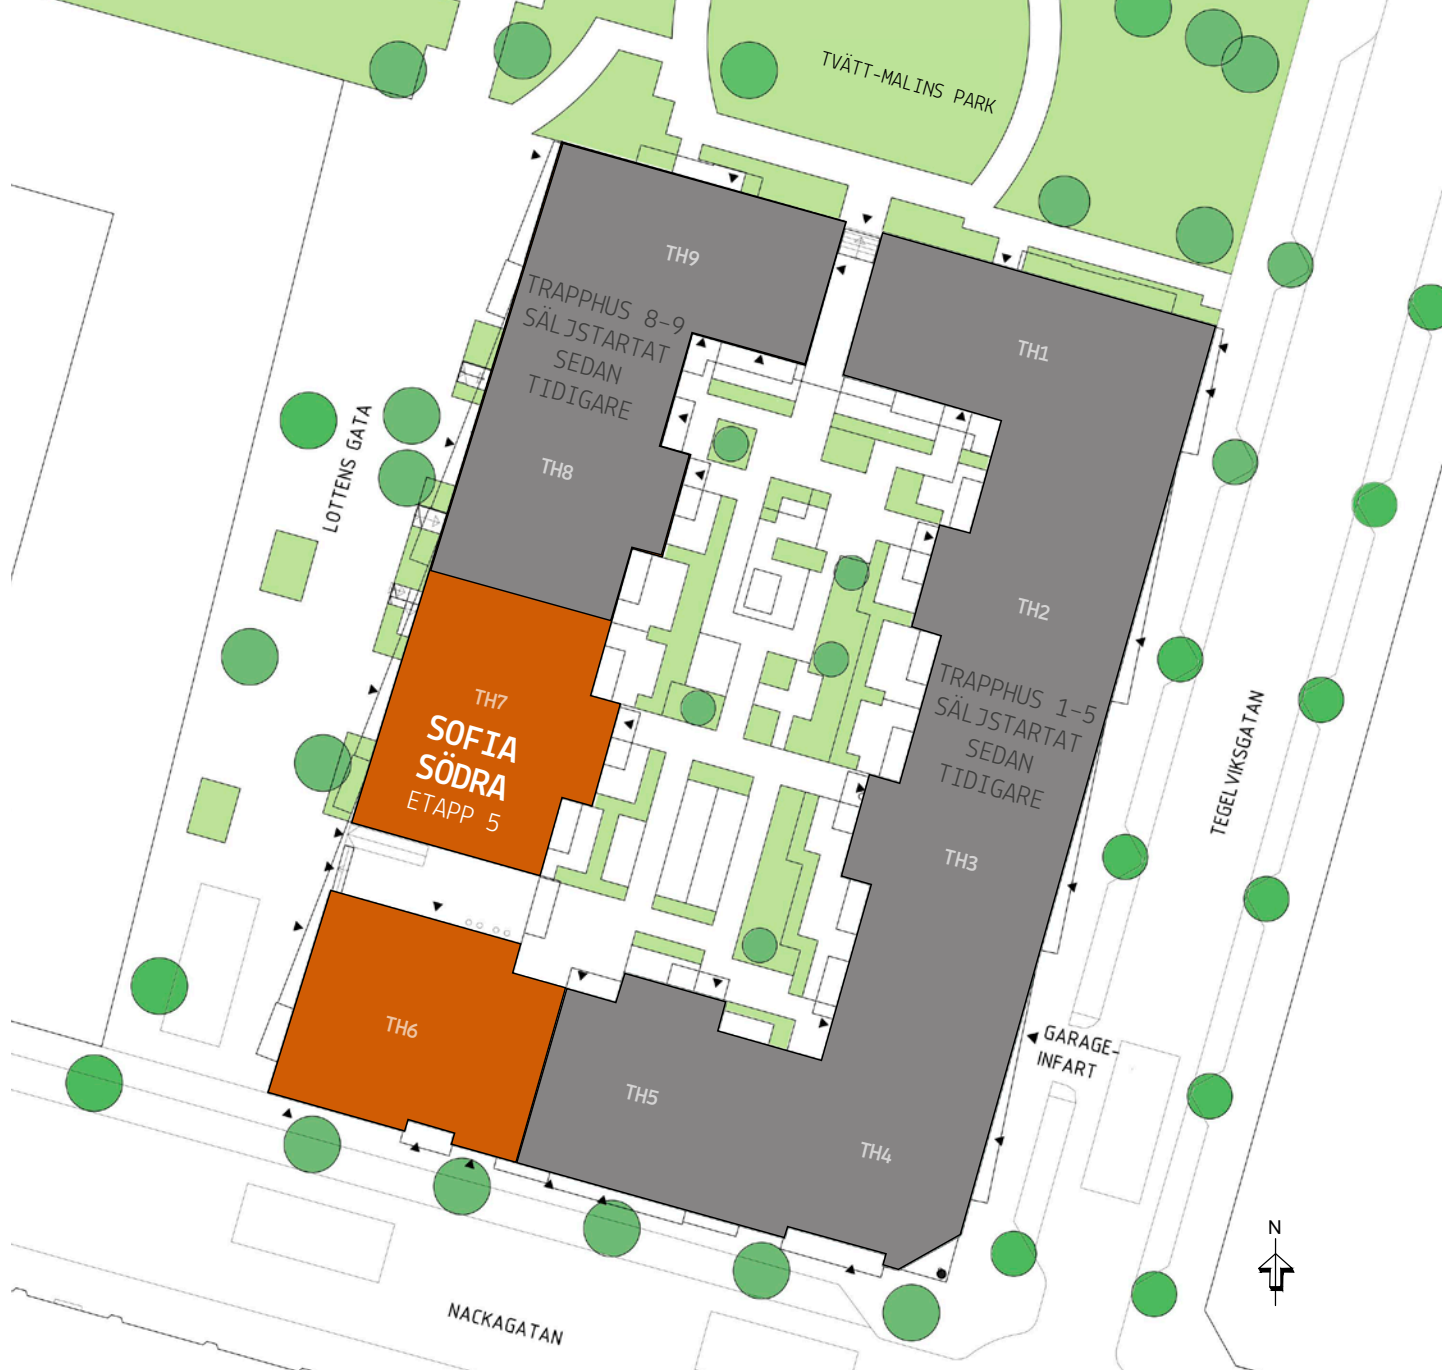 TVÄTT-MALINS PARK
TH9
TRAPPHUS 8-9
SÄLJSTARTAT
SEDAN
TIDIGARE
TH1
LOTTENS GATA
TH8
TH2
TRAPPHUS 1-5
SÄLJSTARTAT
SEDAN
TIDIGARE
TH7
SOFIA
SÖDRA
ETAPP 5
TEGELVIKSGATAN
TH3
TH6
GARAGE-
INFART
TH5
TH4
N
NACKAGATAN